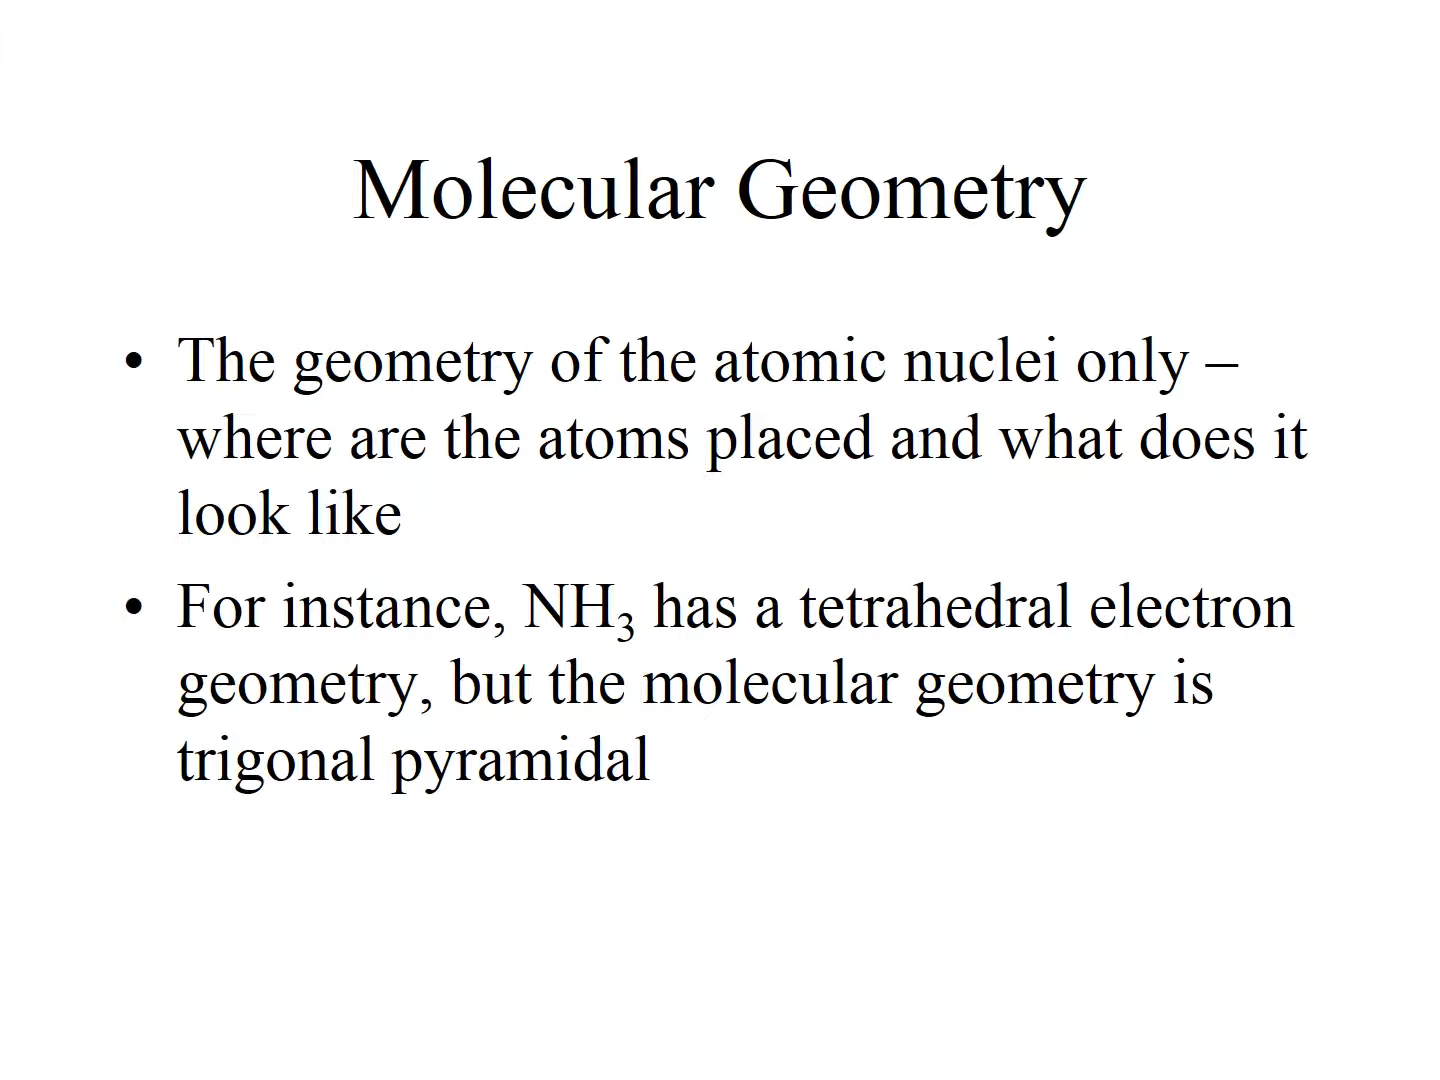 Molecular Geometry
• The geometry of the atomic nuclei only –
where are the atoms placed and what does it
look like
• For instance, NH₃ has a tetrahedral electron
geometry, but the molecular geometry is
trigonal pyramidal